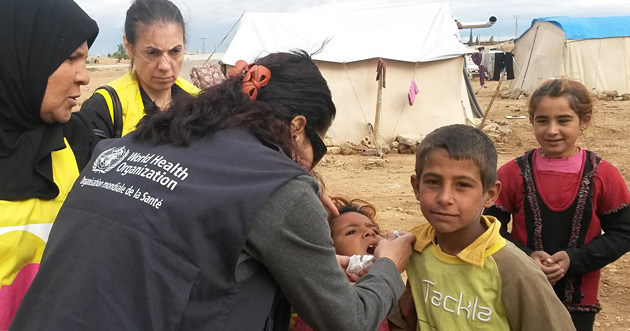 World Health
Organization
Organisation mondiale de la Santé
Tackla